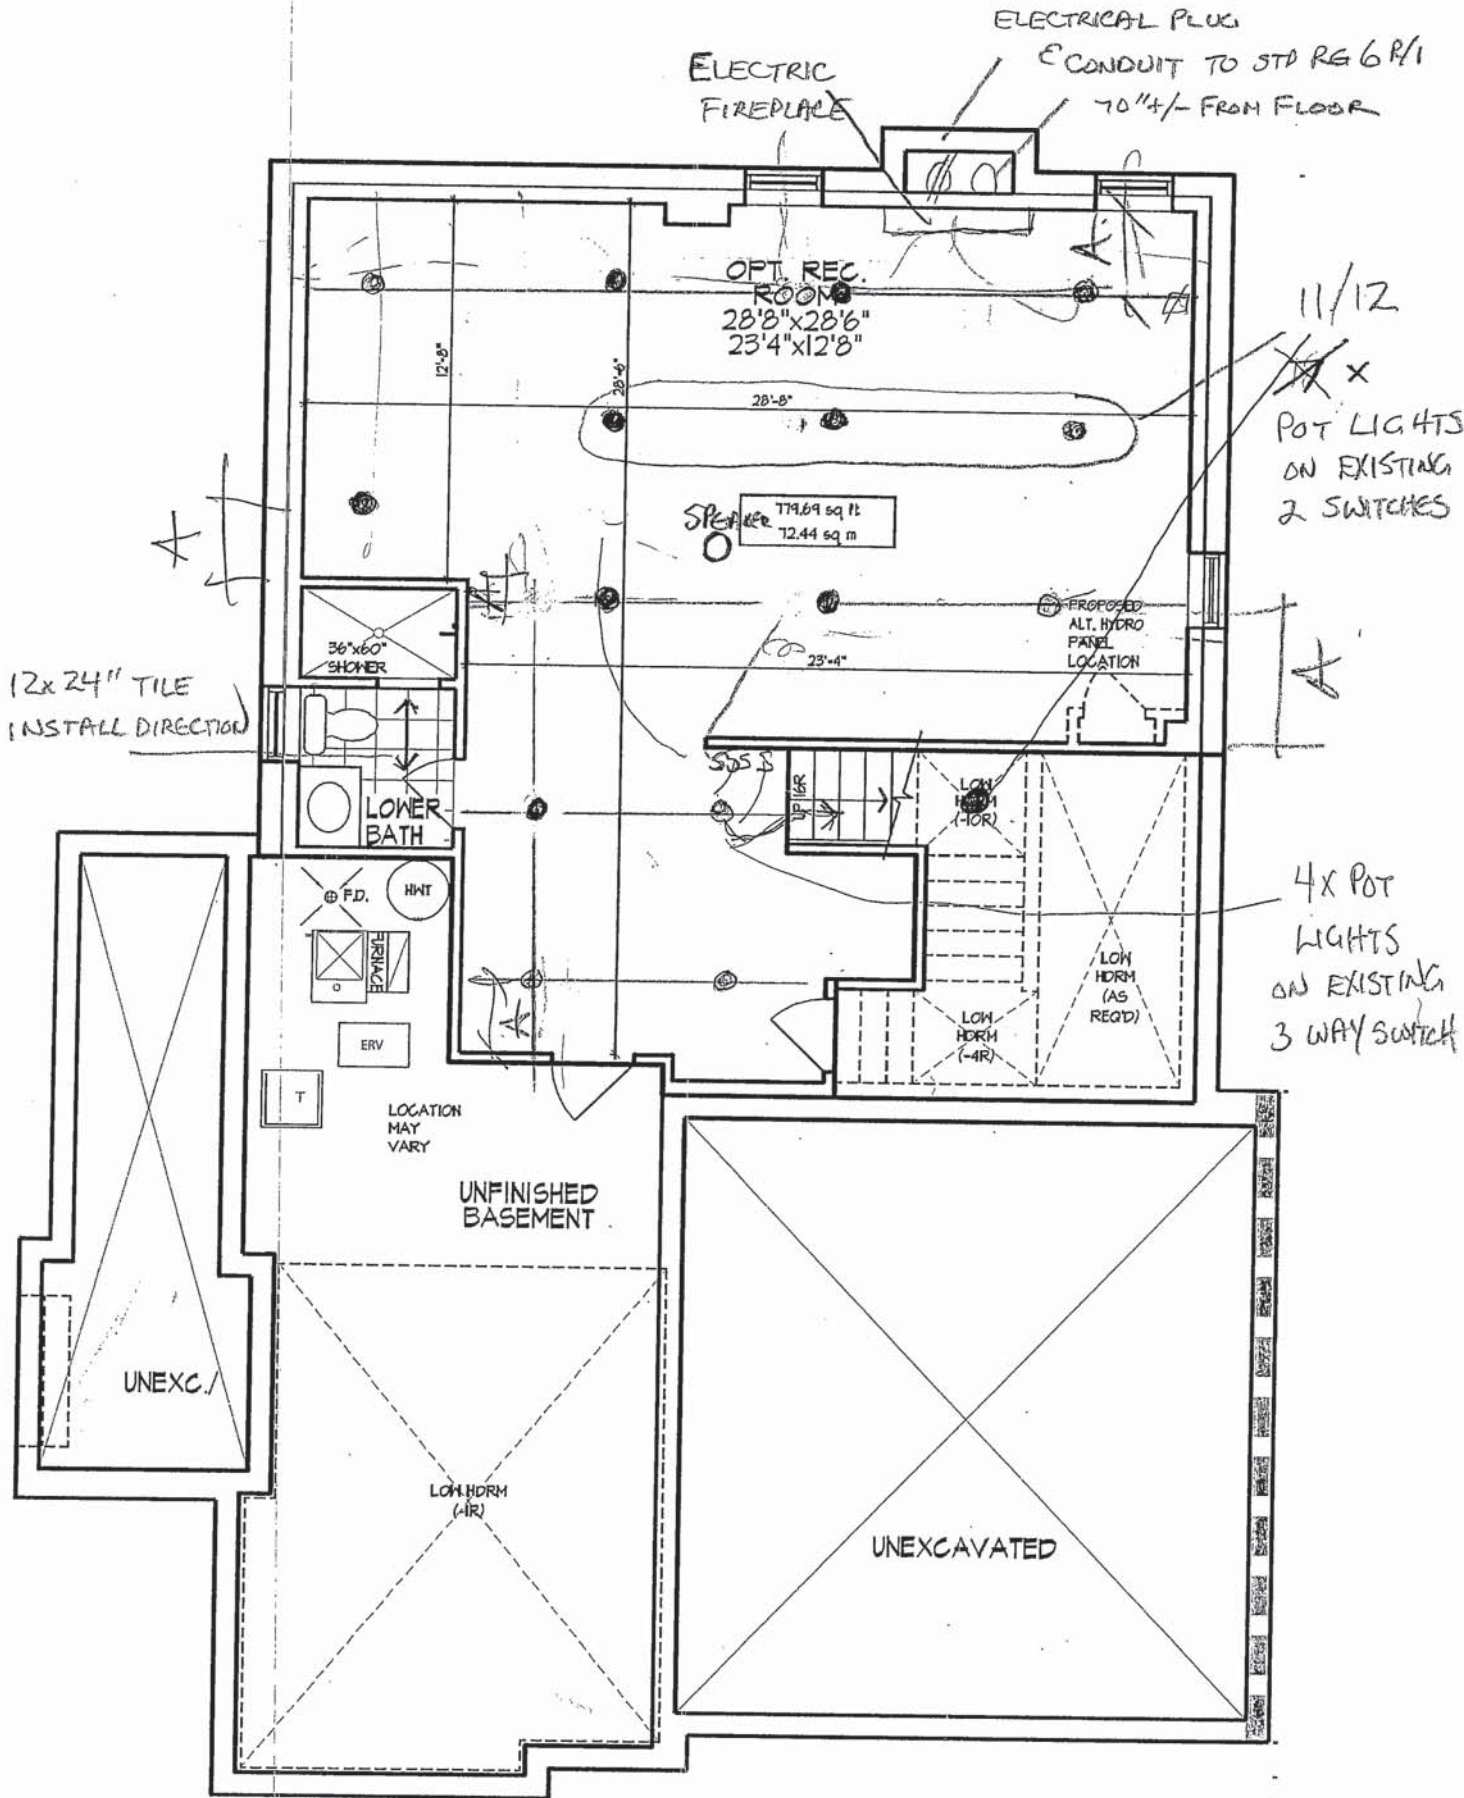 ELECTRICAL PLUG
& CONDUIT TO STD RG6 R/I
70"+/- FROM FLOOR
ELECTRIC
FIREPLACE
OPT. REC.
ROOM
28'8"x28'6"
23'4"x12'8"
12'-8"
28'-6"
28'-8"
11/12
x
POT LIGHTS
ON EXISTING
2 SWITCHES
SPEAKER
779.69 sq ft
72.44 sq m
PROPOSED
ALT. HYDRO
PANEL
LOCATION
23'-4"
36"x60"
SHOWER
12x24" TILE
INSTALL DIRECTION
LOWER
BATH
UP 16R
LOW
HDRM
(-10R)
F.D.
HWT
FURNACE
ERV
T
LOCATION
MAY
VARY
4X POT
LIGHTS
ON EXISTING
3 WAY SWITCH
LOW
HDRM
(AS
REQ'D)
LOW
HDRM
(-4R)
UNFINISHED
BASEMENT
UNEXC.
LOW HDRM
(-1R)
UNEXCAVATED